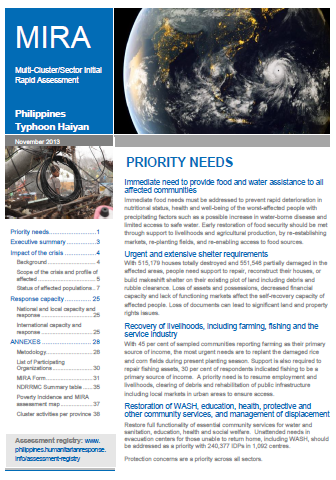 MIRA
Multi-Cluster/Sector Initial
Rapid Assessment
Philippines
Typhoon Haiyan
November 2013
Priority needs..........................1
Executive summary................3
Impact of the crisis..................4
Background..........................4
Scope of the crisis and profile of
affected...............................5
Status of affected populations..7
Response capacity................25
National and local capacity and
response............................25
International capacity and
response............................25
ANNEXES..............................28
Methodology........................28
List of Participating
Organizations......................30
MIRA Form...........................31
NDRRMC Summary table.....35
Poverty Incidence and MIRA
assessment map...................37
Cluster activities per province 38
Assessment registry: www.
philippines.humanitarianresponse.
info/assessment-registry
PRIORITY NEEDS
Immediate need to provide food and water assistance to all
affected communities
Immediate food needs must be addressed to prevent rapid deterioration in
nutritional status, health and well-being of the worst-affected people with
precipitating factors such as a possible increase in water-borne disease and
limited access to safe water. Early restoration of food security should be met
through support to livelihoods and agricultural production, by re-establishing
markets, re-planting fields, and re-enabling access to food sources.
Urgent and extensive shelter requirements
With 515,179 houses totally destroyed and 551,546 partially damaged in the
affected areas, people need support to repair, reconstruct their houses, or
build makeshift shelter on their existing plot of land including debris and
rubble clearance. Loss of assets and possessions, decreased financial
capacity and lack of functioning markets affect the self-recovery capacity of
affected people. Loss of documents can lead to significant land and property
rights issues.
Recovery of livelihoods, including farming, fishing and the
service industry
With 45 per cent of sampled communities reporting farming as their primary
source of income, the most urgent needs are to replant the damaged rice
and corn fields during present planting season. Support is also required to
repair fishing assets, 30 per cent of respondents indicated fishing to be a
primary source of income. A priority need is to resume employment and
livelihoods, clearing of debris and rehabilitation of public infrastructure
including local markets in urban areas to ensure access.
Restoration of WASH, education, health, protective and
other community services, and management of displacement
Restore full functionality of essential community services for water and
sanitation, education, health and social welfare. Unattended needs in
evacuation centers for those unable to return home, including WASH, should
be addressed as a priority with 240,377 IDPs in 1,092 centres.
Protection concerns are a priority across all sectors.